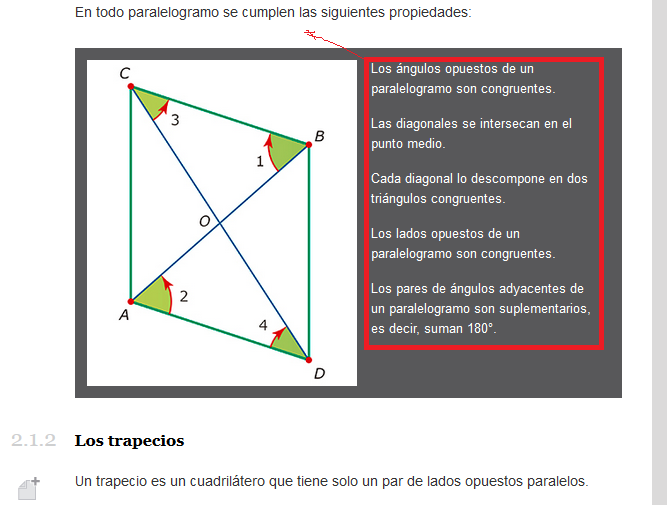 En todo paralelogramo se cumplen las siguientes propiedades:
C
3
B
1
O
2
A
4
D
Los ángulos opuestos de un
paralelogramo son congruentes.
Las diagonales se intersecan en el
punto medio.
Cada diagonal lo descompone en dos
triángulos congruentes.
Los lados opuestos de un
paralelogramo son congruentes.
Los pares de ángulos adyacentes de
un paralelogramo son suplementarios,
es decir, suman 180°.
2.1.2 Los trapecios
Un trapecio es un cuadrilátero que tiene solo un par de lados opuestos paralelos.